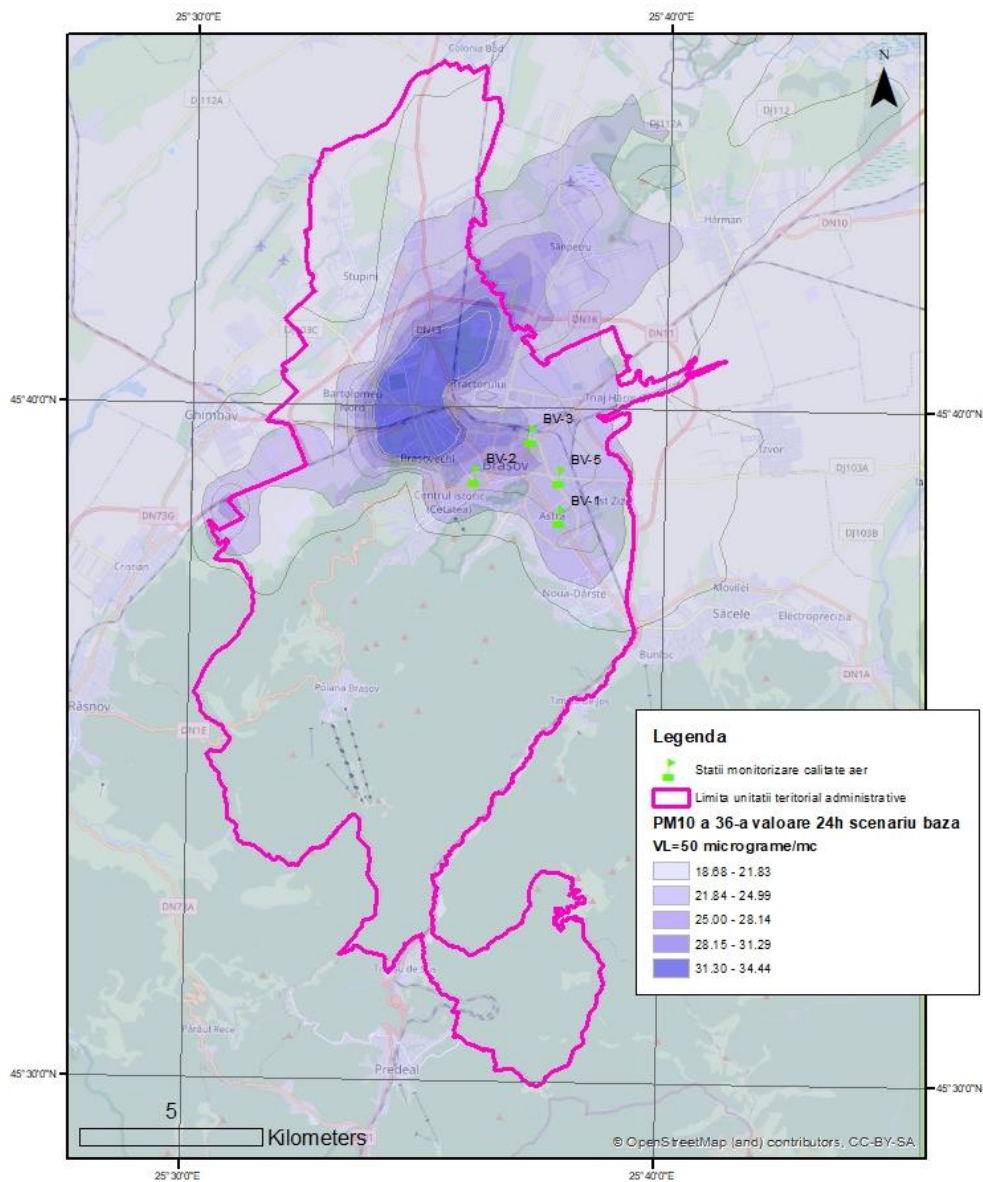 25°30'0"E
25°40'0"E
Colonia Bod
N
DJ112A
DJ112
DJ112A
Hărman
DN10
Sânpetru
Stupini
DN13
DN1K
DN11
Tractorului
Bartolomeu
Nord
Triaj Hăr
45°40'0"N
45°40'0"N
Ghimbav
BV-3
Brașovechi
BV-2
Brașov
BV-5
Izvor
DJ103A
Centrul istoric
(Cetatea)
BV-1
Astra
DN73G
DJ103B
Cristian
Noua-Dârste
Movilei
Săcele
Electroprecizia
Bunloc
DN1A
Poiana Brașov
Râșnov
DN1E
Legenda
Statii monitorizare calitate aer
Limita unitatii teritorial administrative
PM10 a 36-a valoare 24h scenariu baza
VL=50 micrograme/mc
18.68 - 21.83
21.84 - 24.99
25.00 - 28.14
28.15 - 31.29
31.30 - 34.44
DN73A
Pârâul Rece
Predeal
45°30'0"N
45°30'0"N
5
Kilometers
© OpenStreetMap (and) contributors, CC-BY-SA
25°30'0"E
25°40'0"E